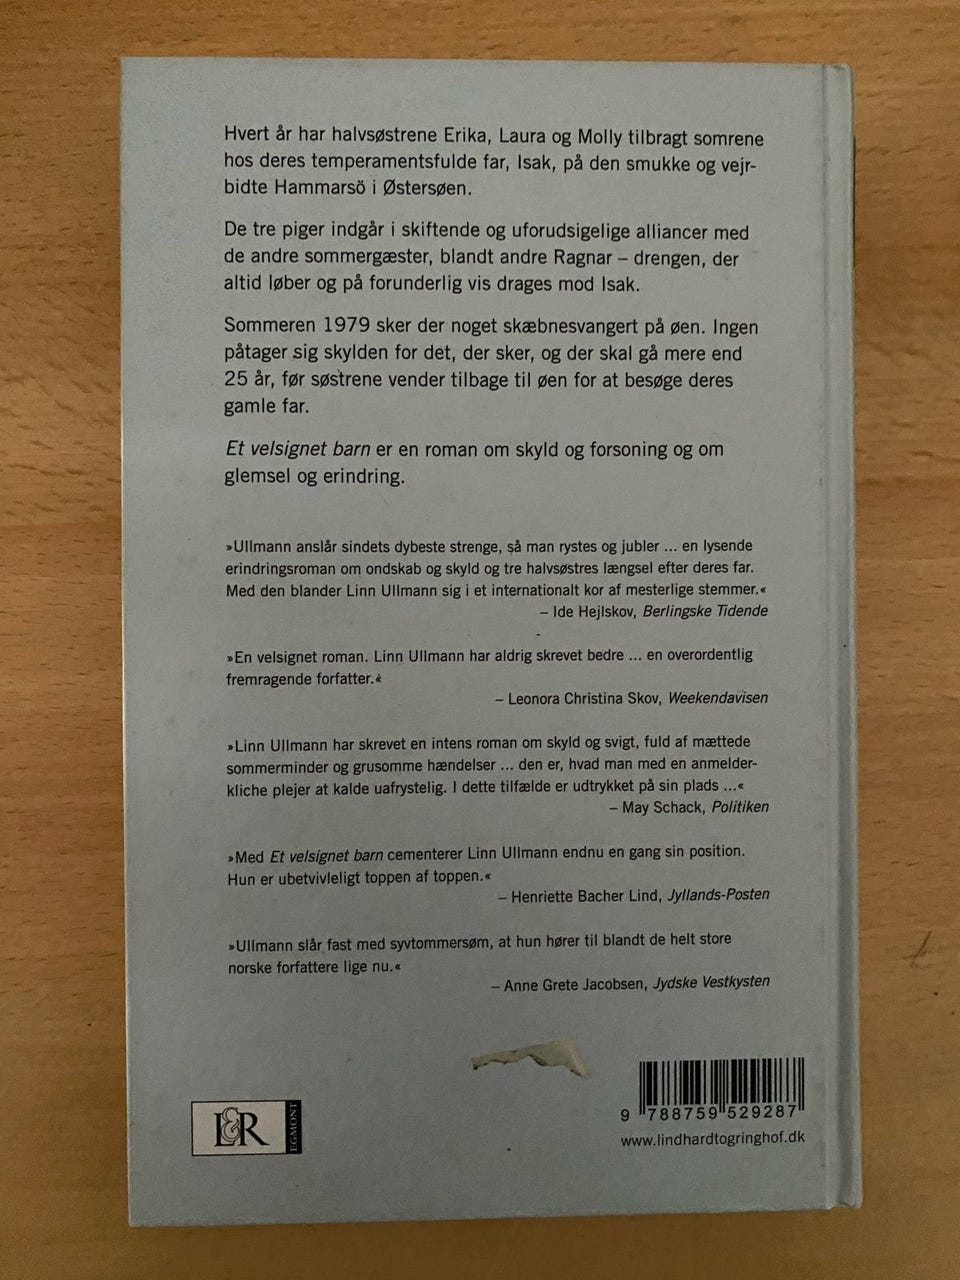 Hvert år har halvsøstrene Erika, Laura og Molly tilbragt somrene
hos deres temperamentsfulde far, Isak, på den smukke og vejr-
bidte Hammarsö i Østersøen.
De tre piger indgår i skiftende og uforudsigelige alliancer med
de andre sommergæster, blandt andre Ragnar – drengen, der
altid løber og på forunderlig vis drages mod Isak.
Sommeren 1979 sker der noget skæbnesvangert på øen. Ingen
påtager sig skylden for det, der sker, og der skal gå mere end
25 år, før søstrene vender tilbage til øen for at besøge deres
gamle far.
Et velsignet barn er en roman om skyld og forsoning og om
glemsel og erindring.
»Ullmann anslår sindets dybeste strenge, så man rystes og jubler ... en lysende
erindringsroman om ondskab og skyld og tre halvsøstres længsel efter deres far.
Med den blander Linn Ullmann sig i et internationalt kor af mesterlige stemmer.«
– Ide Hejlskov, Berlingske Tidende
»En velsignet roman. Linn Ullmann har aldrig skrevet bedre ... en overordentlig
fremragende forfatter.«
– Leonora Christina Skov, Weekendavisen
»Linn Ullmann har skrevet en intens roman om skyld og svigt, fuld af mættede
sommerminder og grusomme hændelser ... den er, hvad man med en anmelder-
kliche plejer at kalde uafrystelig. I dette tilfælde er udtrykket på sin plads ...«
– May Schack, Politiken
»Med Et velsignet barn cementerer Linn Ullmann endnu en gang sin position.
Hun er ubetvivleligt toppen af toppen.«
– Henriette Bacher Lind, Jyllands-Posten
»Ullmann slår fast med syvtommersøm, at hun hører til blandt de helt store
norske forfattere lige nu.«
– Anne Grete Jacobsen, Jydske Vestkysten
L&R EGMONT
9 788759 529287
www.lindhardtogringhof.dk